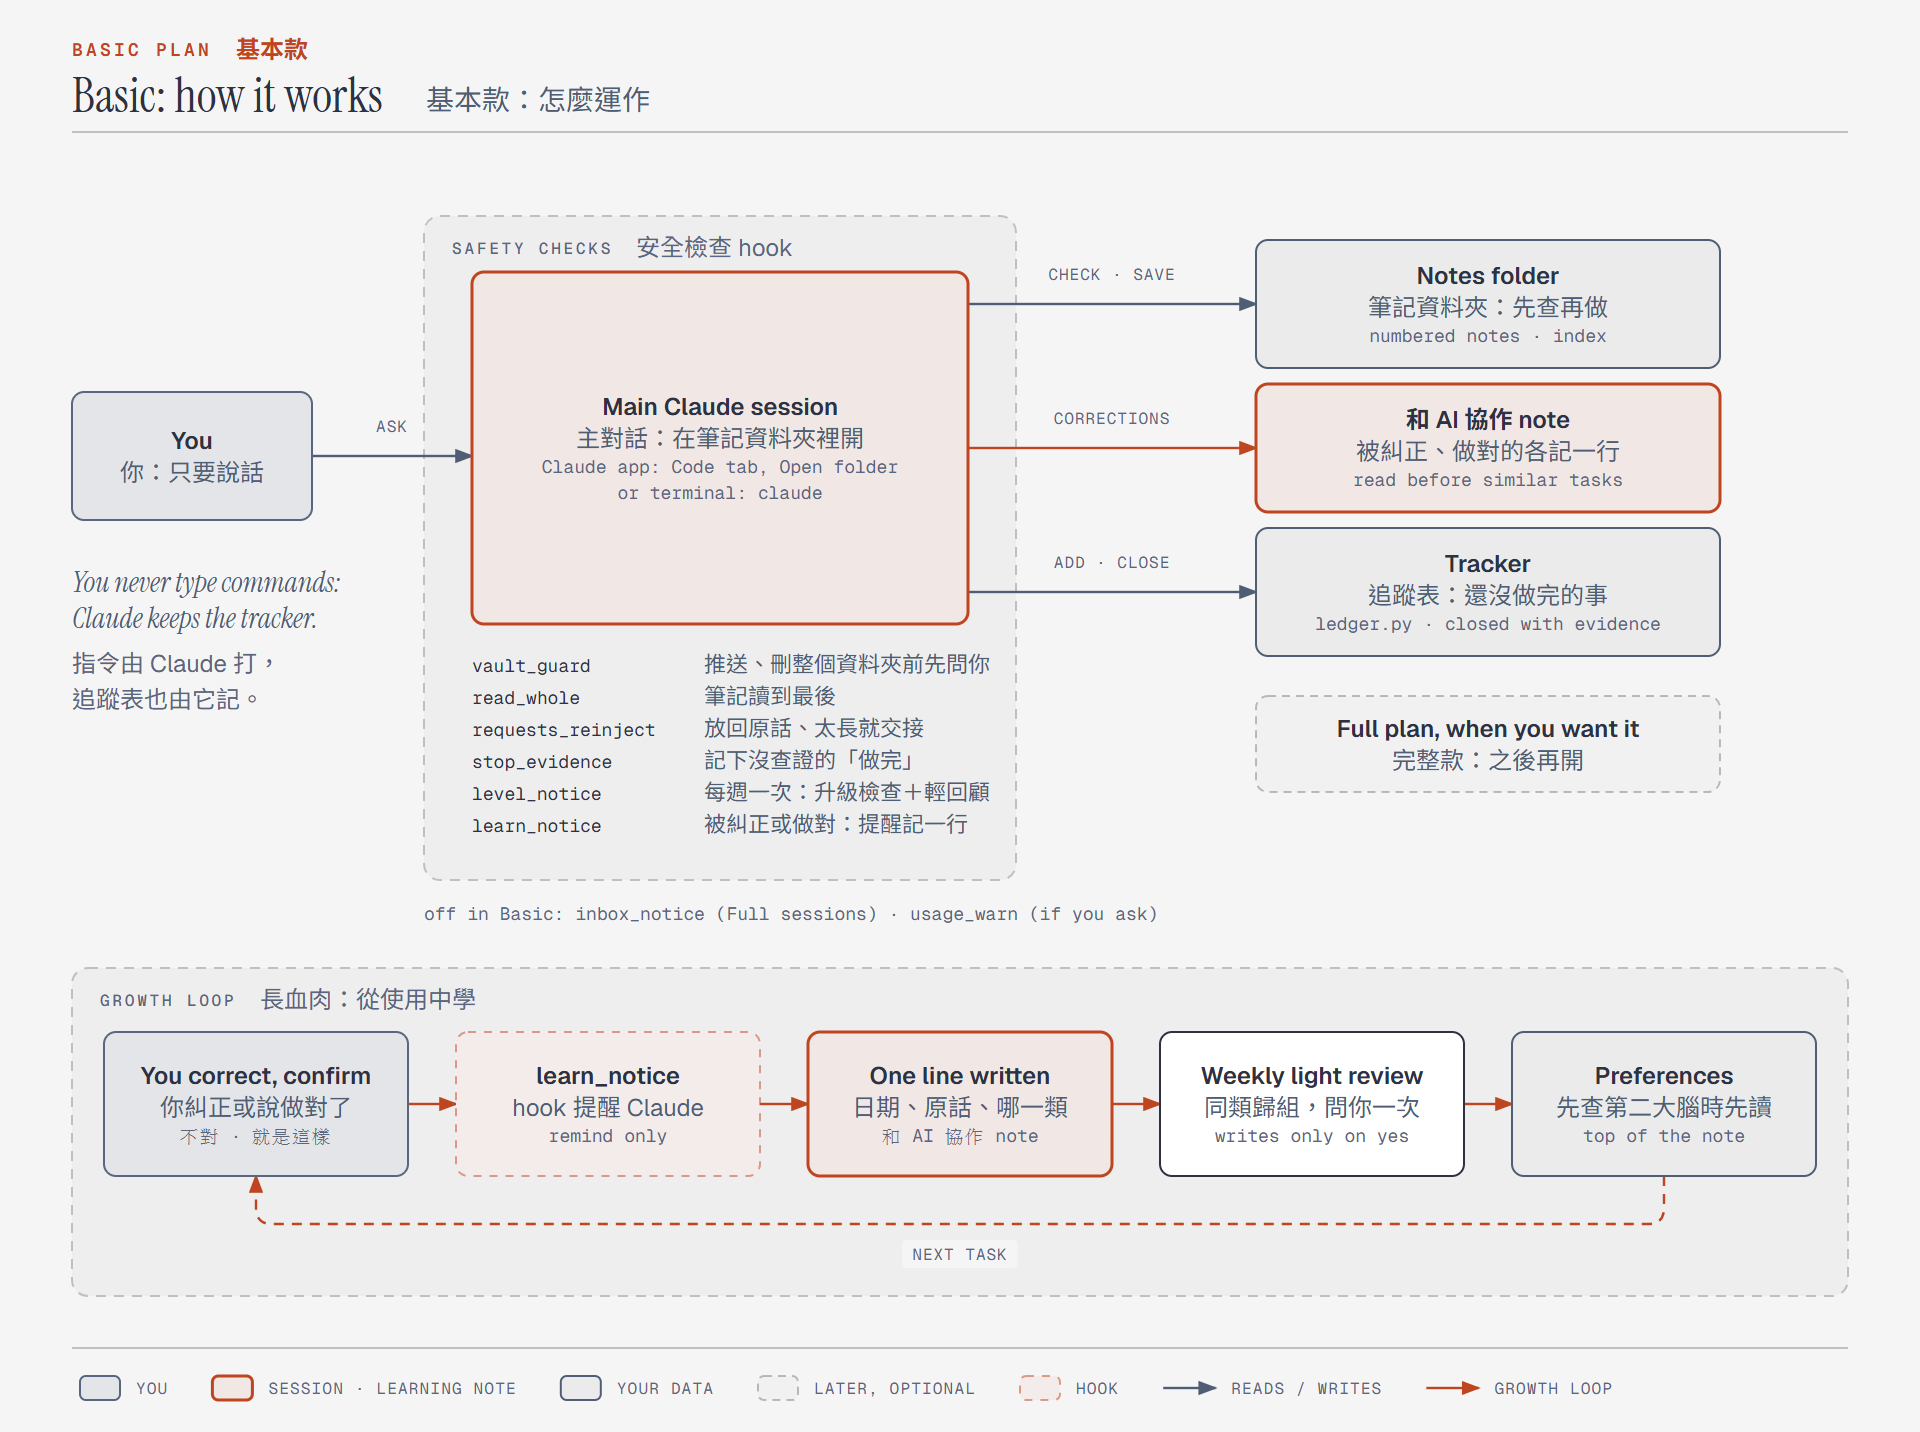 BASIC PLAN 基本款
Basic: how it works 基本款：怎麼運作
SAFETY CHECKS 安全檢查 hook
You
你：只要說話
ASK
You never type commands:
Claude keeps the tracker.
指令由 Claude 打，
追蹤表也由它記。
Main Claude session
主對話：在筆記資料夾裡開
Claude app: Code tab, Open folder
or terminal: claude
vault_guard 推送、刪整個資料夾前先問你
read_whole 筆記讀到最後
requests_reinject 放回原話、太長就交接
stop_evidence 記下沒查證的「做完」
level_notice 每週一次：升級檢查＋輕回顧
learn_notice 被糾正或做對：提醒記一行
CHECK · SAVE
CORRECTIONS
ADD · CLOSE
Notes folder
筆記資料夾：先查再做
numbered notes · index
和 AI 協作 note
被糾正、做對的各記一行
read before similar tasks
Tracker
追蹤表：還沒做完的事
ledger.py · closed with evidence
Full plan, when you want it
完整款：之後再開
off in Basic: inbox_notice (Full sessions) · usage_warn (if you ask)
GROWTH LOOP 長血肉：從使用中學
You correct, confirm
你糾正或說做對了
不對 · 就是這樣
learn_notice
hook 提醒 Claude
remind only
One line written
日期、原話、哪一類
和 AI 協作 note
Weekly light review
同類歸組，問你一次
writes only on yes
Preferences
先查第二大腦時先讀
top of the note
NEXT TASK
YOU
SESSION · LEARNING NOTE
YOUR DATA
LATER, OPTIONAL
HOOK
READS / WRITES
GROWTH LOOP